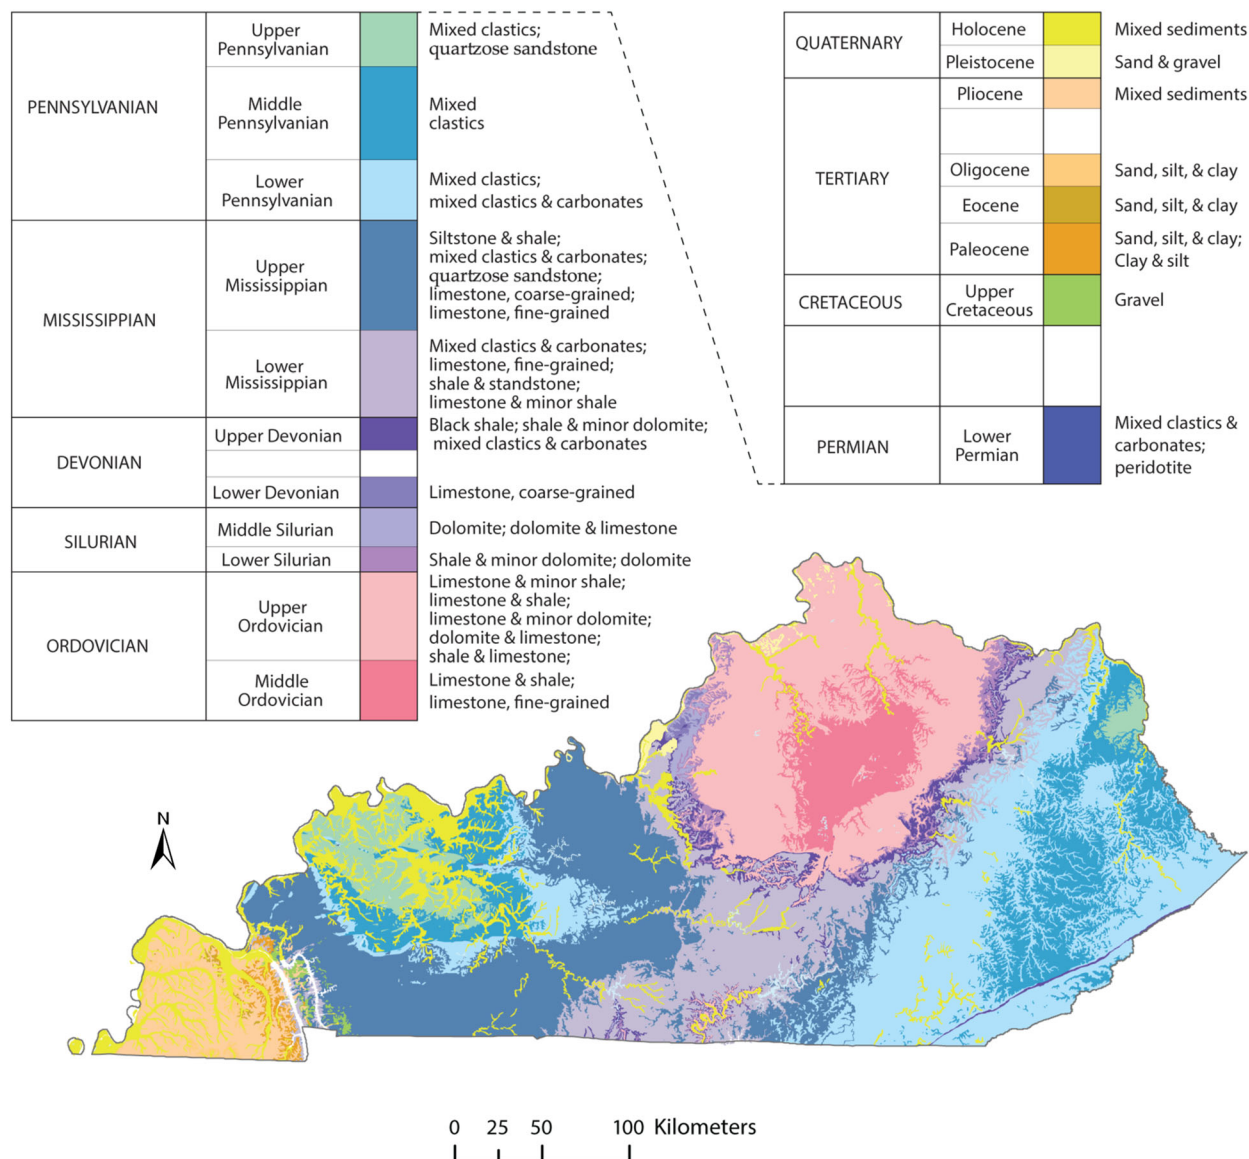 PENNSYLVANIAN
Upper
Pennsylvanian
Mixed clastics;
quartzose sandstone
Middle
Pennsylvanian
Mixed
clastics
Lower
Pennsylvanian
Mixed clastics;
mixed clastics & carbonates
MISSISSIPPIAN
Upper
Mississippian
Siltstone & shale;
mixed clastics & carbonates;
quartzose sandstone;
limestone, coarse-grained;
limestone, fine-grained
Lower
Mississippian
Mixed clastics & carbonates;
limestone, fine-grained;
shale & standstone;
limestone & minor shale
DEVONIAN
Upper Devonian
Black shale; shale & minor dolomite;
mixed clastics & carbonates
Lower Devonian
Limestone, coarse-grained
SILURIAN
Middle Silurian
Dolomite; dolomite & limestone
Lower Silurian
Shale & minor dolomite; dolomite
ORDOVICIAN
Upper
Ordovician
Limestone & minor shale;
limestone & shale;
limestone & minor dolomite;
dolomite & limestone;
shale & limestone;
Middle
Ordovician
Limestone & shale;
limestone, fine-grained
QUATERNARY
Holocene
Mixed sediments
Pleistocene
Sand & gravel
TERTIARY
Pliocene
Mixed sediments
Oligocene
Sand, silt, & clay
Eocene
Sand, silt, & clay
Paleocene
Sand, silt, & clay;
Clay & silt
CRETACEOUS
Upper
Cretaceous
Gravel
PERMIAN
Lower
Permian
Mixed clastics &
carbonates;
peridotite
N
0 25 50 100 Kilometers